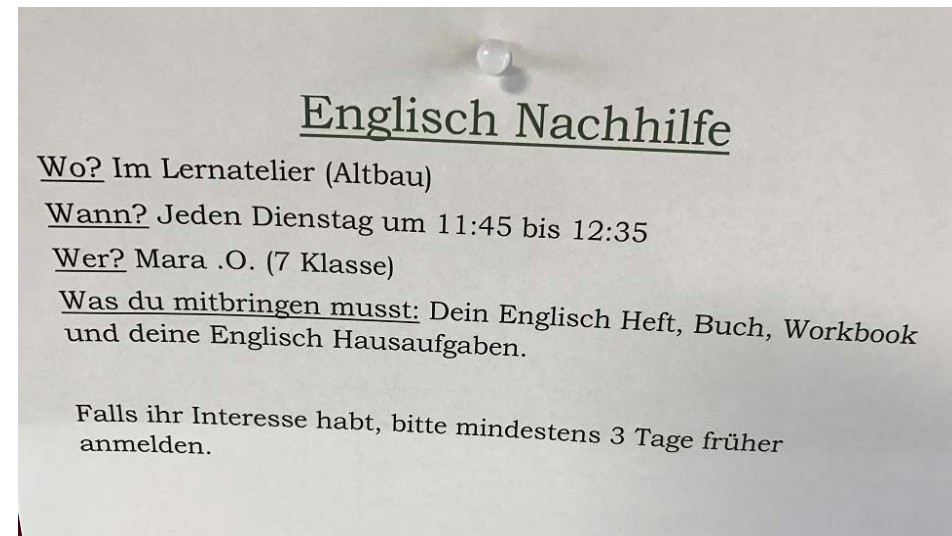 Englisch Nachhilfe
Wo? Im Lernatelier (Altbau)
Wann? Jeden Dienstag um 11:45 bis 12:35
Wer? Mara .O. (7 Klasse)
Was du mitbringen musst: Dein Englisch Heft, Buch, Workbook
und deine Englisch Hausaufgaben.
Falls ihr Interesse habt, bitte mindestens 3 Tage früher
anmelden.